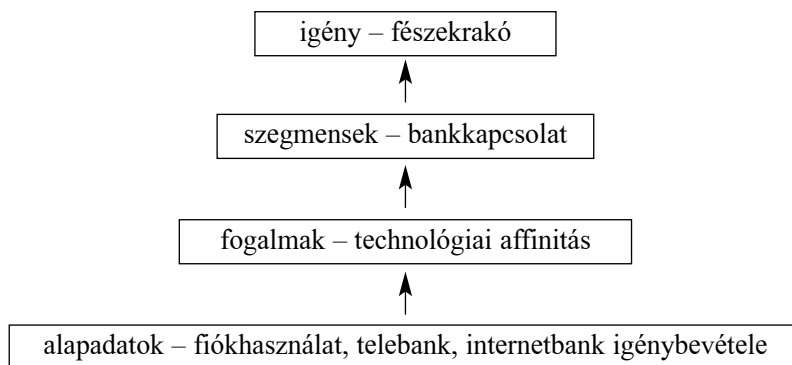 igény – fészekrakó
szegmensek – bankkapcsolat
fogalmak – technológiai affinitás
alapadatok – fiókhasználat, telebank, internetbank igénybevétele